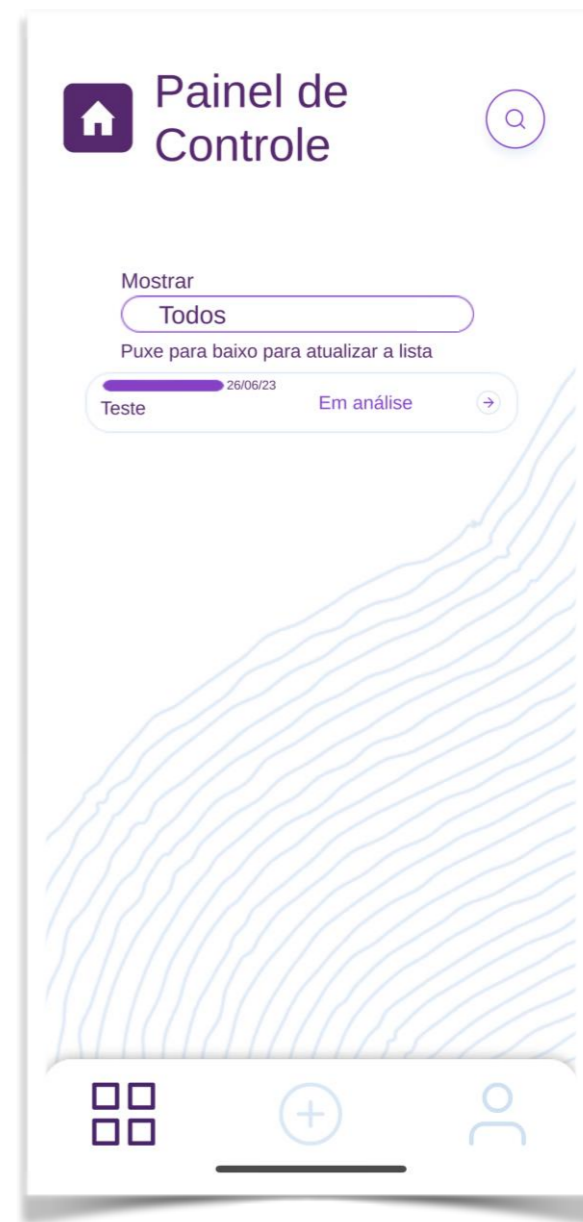 Painel de
Controle
Mostrar
Todos
Puxe para baixo para atualizar a lista
26/06/23
Teste
Em análise